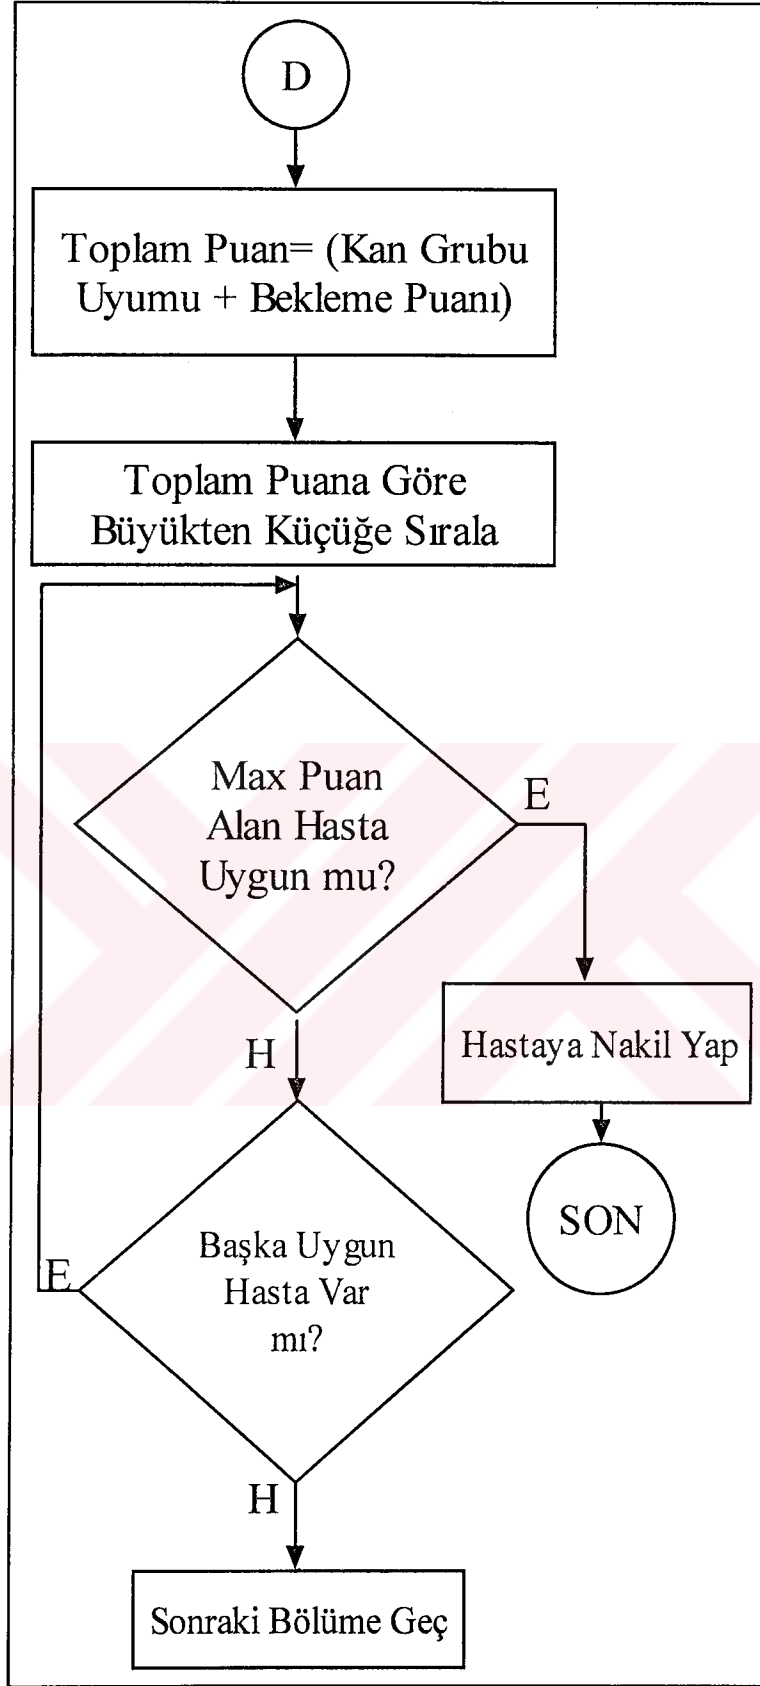 D
Toplam Puan= (Kan Grubu
Uyumu + Bekleme Puanı)
Toplam Puana Göre
Büyükten Küçüğe Sırala
Max Puan
Alan Hasta
Uygun mu?
E
H
Hastaya Nakil Yap
SON
Başka Uygun
Hasta Var
mı?
E
H
Sonraki Bölüme Geç